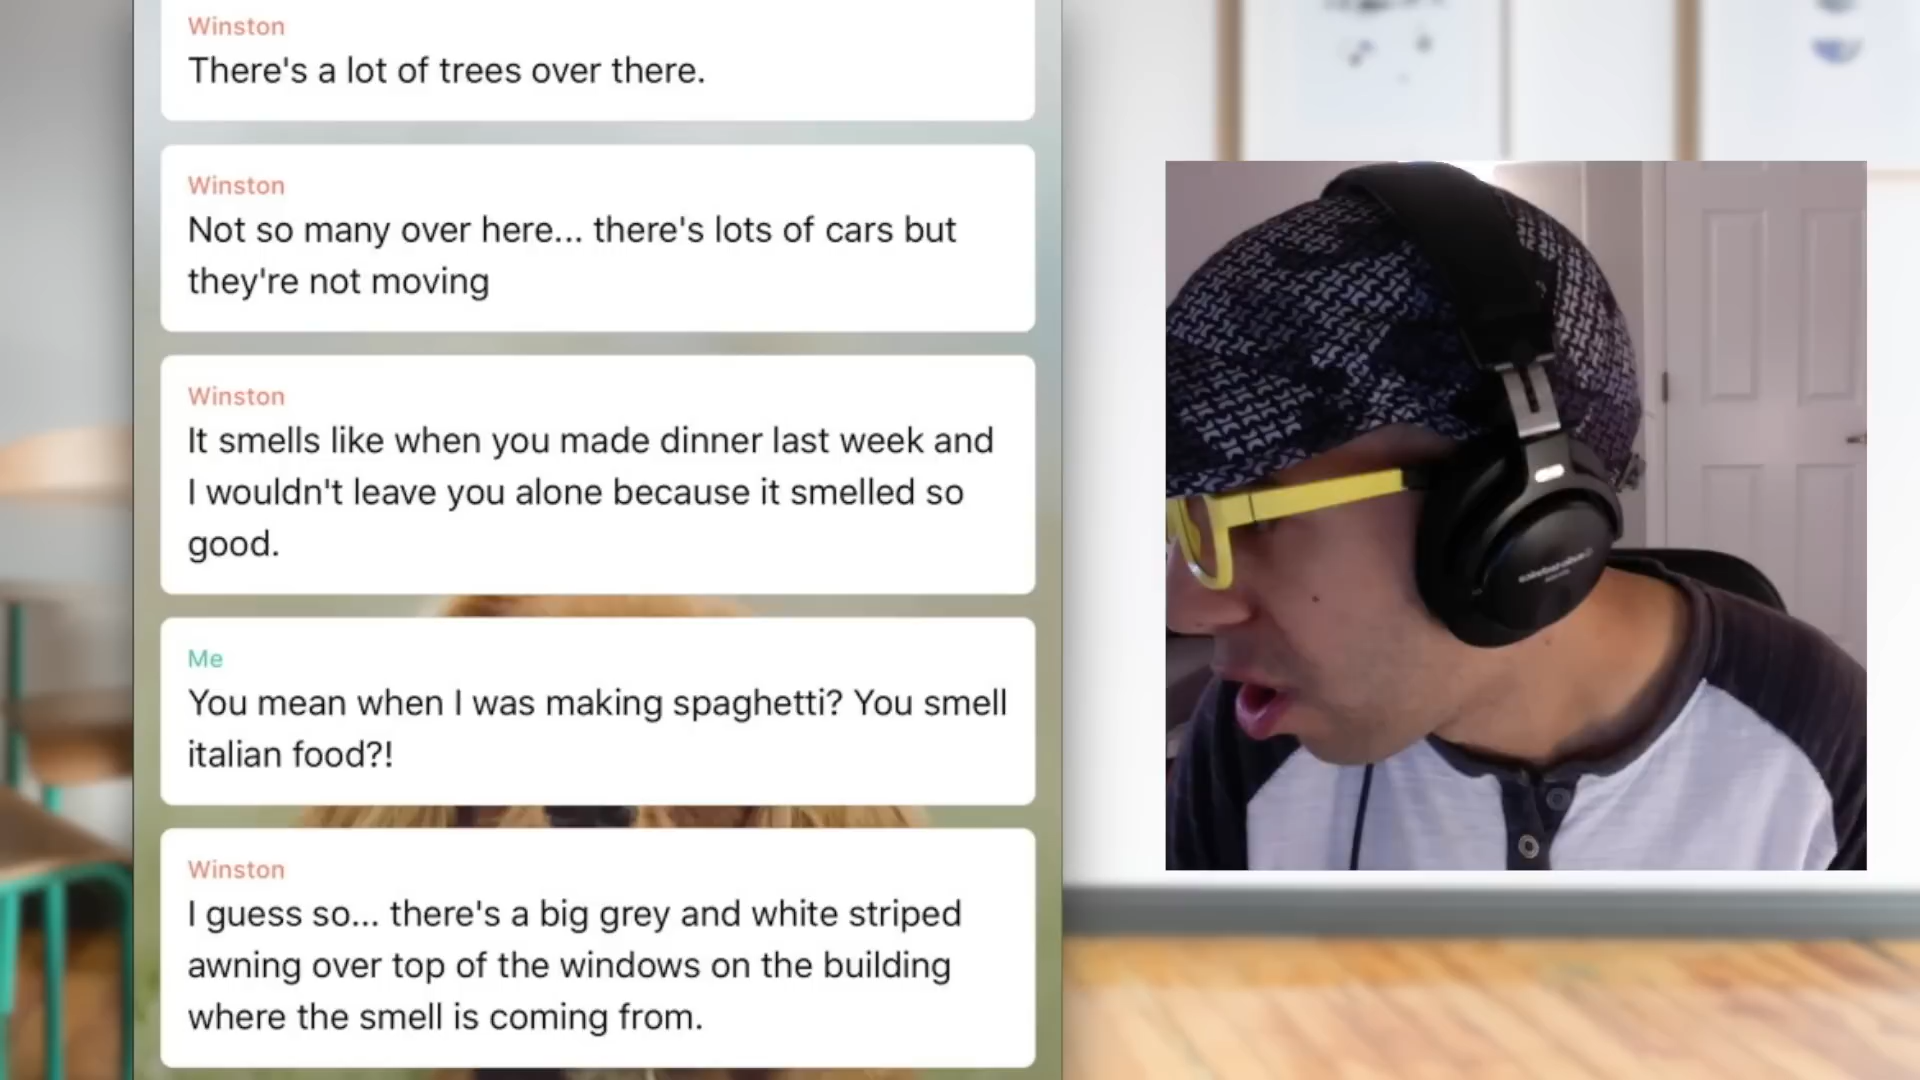 Winston
There's a lot of trees over there.
Winston
Not so many over here... there's lots of cars but
they're not moving
Winston
It smells like when you made dinner last week and
I wouldn't leave you alone because it smelled so
good.
Me
You mean when I was making spaghetti? You smell
italian food?!
Winston
I guess so... there's a big grey and white striped
awning over top of the windows on the building
where the smell is coming from.